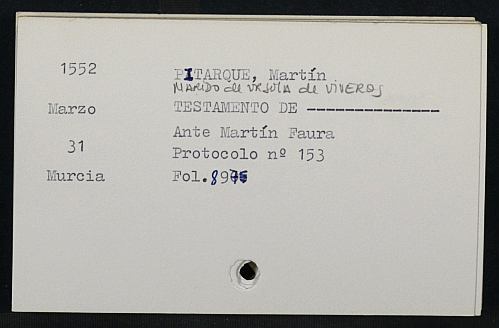 1552
PITARQUE, Martín
MARIDO de URSULA de VIVEROS
Marzo
TESTAMENTO DE ---------------
Ante Martín Faura
31
Protocolo nº 153
Murcia
Fol.